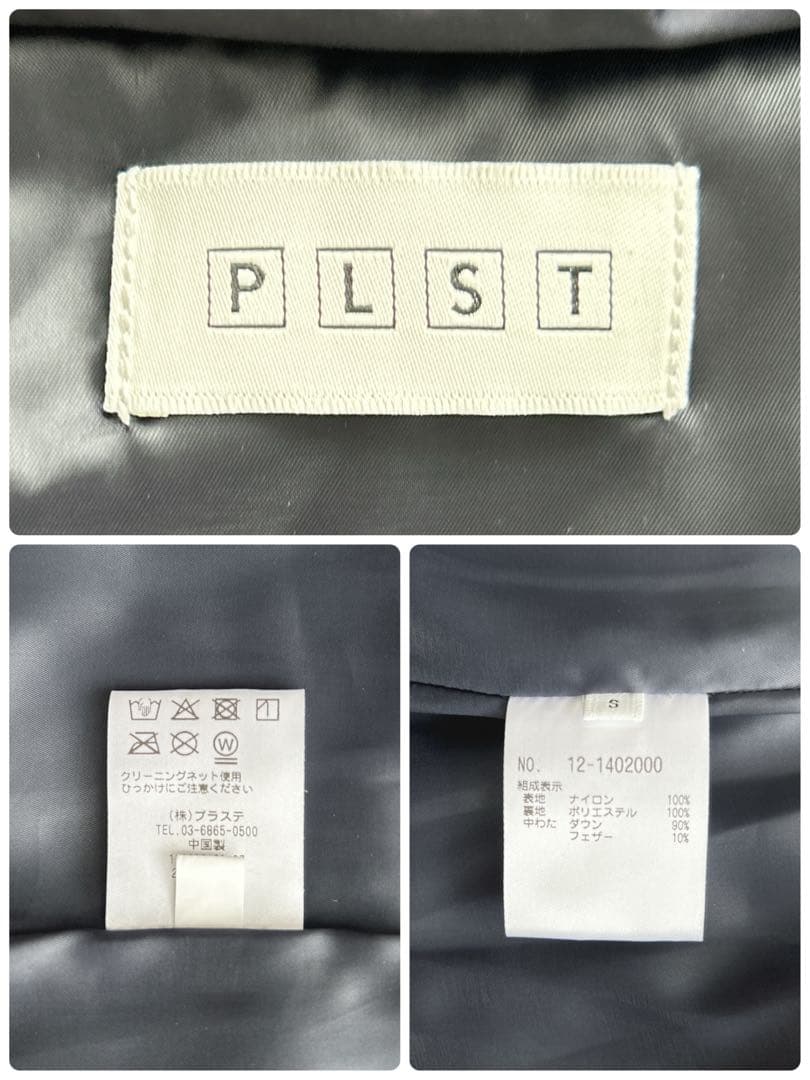 P L S T
W
クリーニングネット使用
ひっかけにご注意ください
(株)プラステ
TEL.03-6865-0500
中国製
S
NO. 12-1402000
組成表示
表地 ナイロン 100%
裏地 ポリエステル 100%
中わた ダウン 90%
フェザー 10%